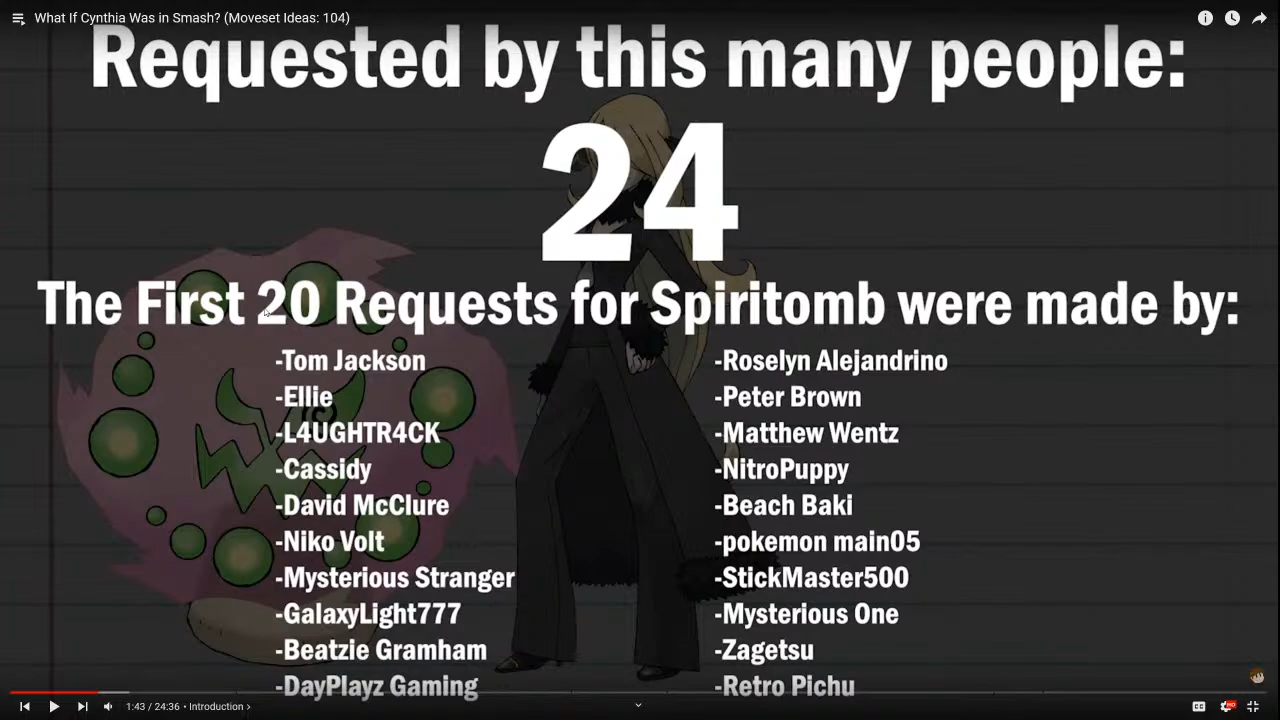 What If Cynthia Was in Smash? (Moveset Ideas: 104)
Requested by this many people:
24
The First 20 Requests for Spiritomb were made by:
-Tom Jackson
-Ellie
-L4UGHTR4CK
-Cassidy
-David McClure
-Niko Volt
-Mysterious Stranger
-GalaxyLight777
-Beatzie Gramham
-DayPlayz Gaming
-Roselyn Alejandrino
-Peter Brown
-Matthew Wentz
-NitroPuppy
-Beach Baki
-pokemon main05
-StickMaster500
-Mysterious One
-Zagetsu
-Retro Pichu
1:43 / 24:36 • Introduction ›
CC
HD